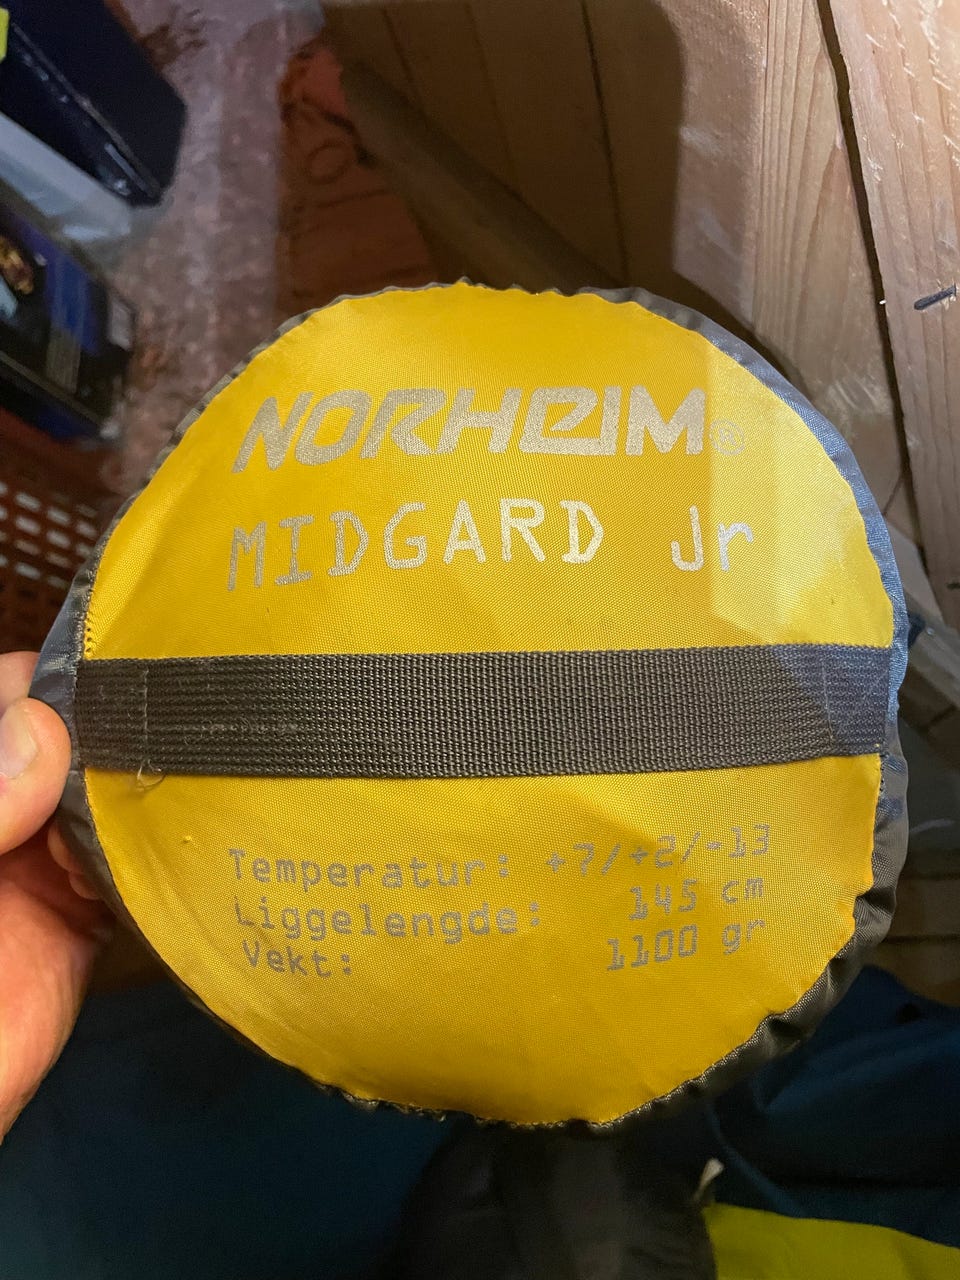 NORHEIM®
MIDGARD Jr
Temperatur: +7/+2/-13
Liggelengde: 145 cm
Vekt: 1100 gr